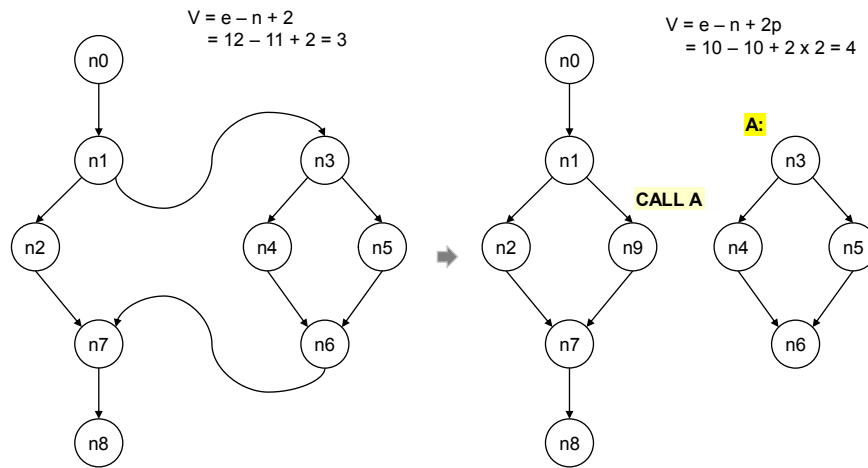 V = e – n + 2
= 12 – 11 + 2 = 3
n0
n1
n3
n2
n4
n5
n7
n6
n8
V = e – n + 2p
= 10 – 10 + 2 x 2 = 4
n0
A:
n1
n3
CALL A
n2
n9
n4
n5
n7
n6
n8